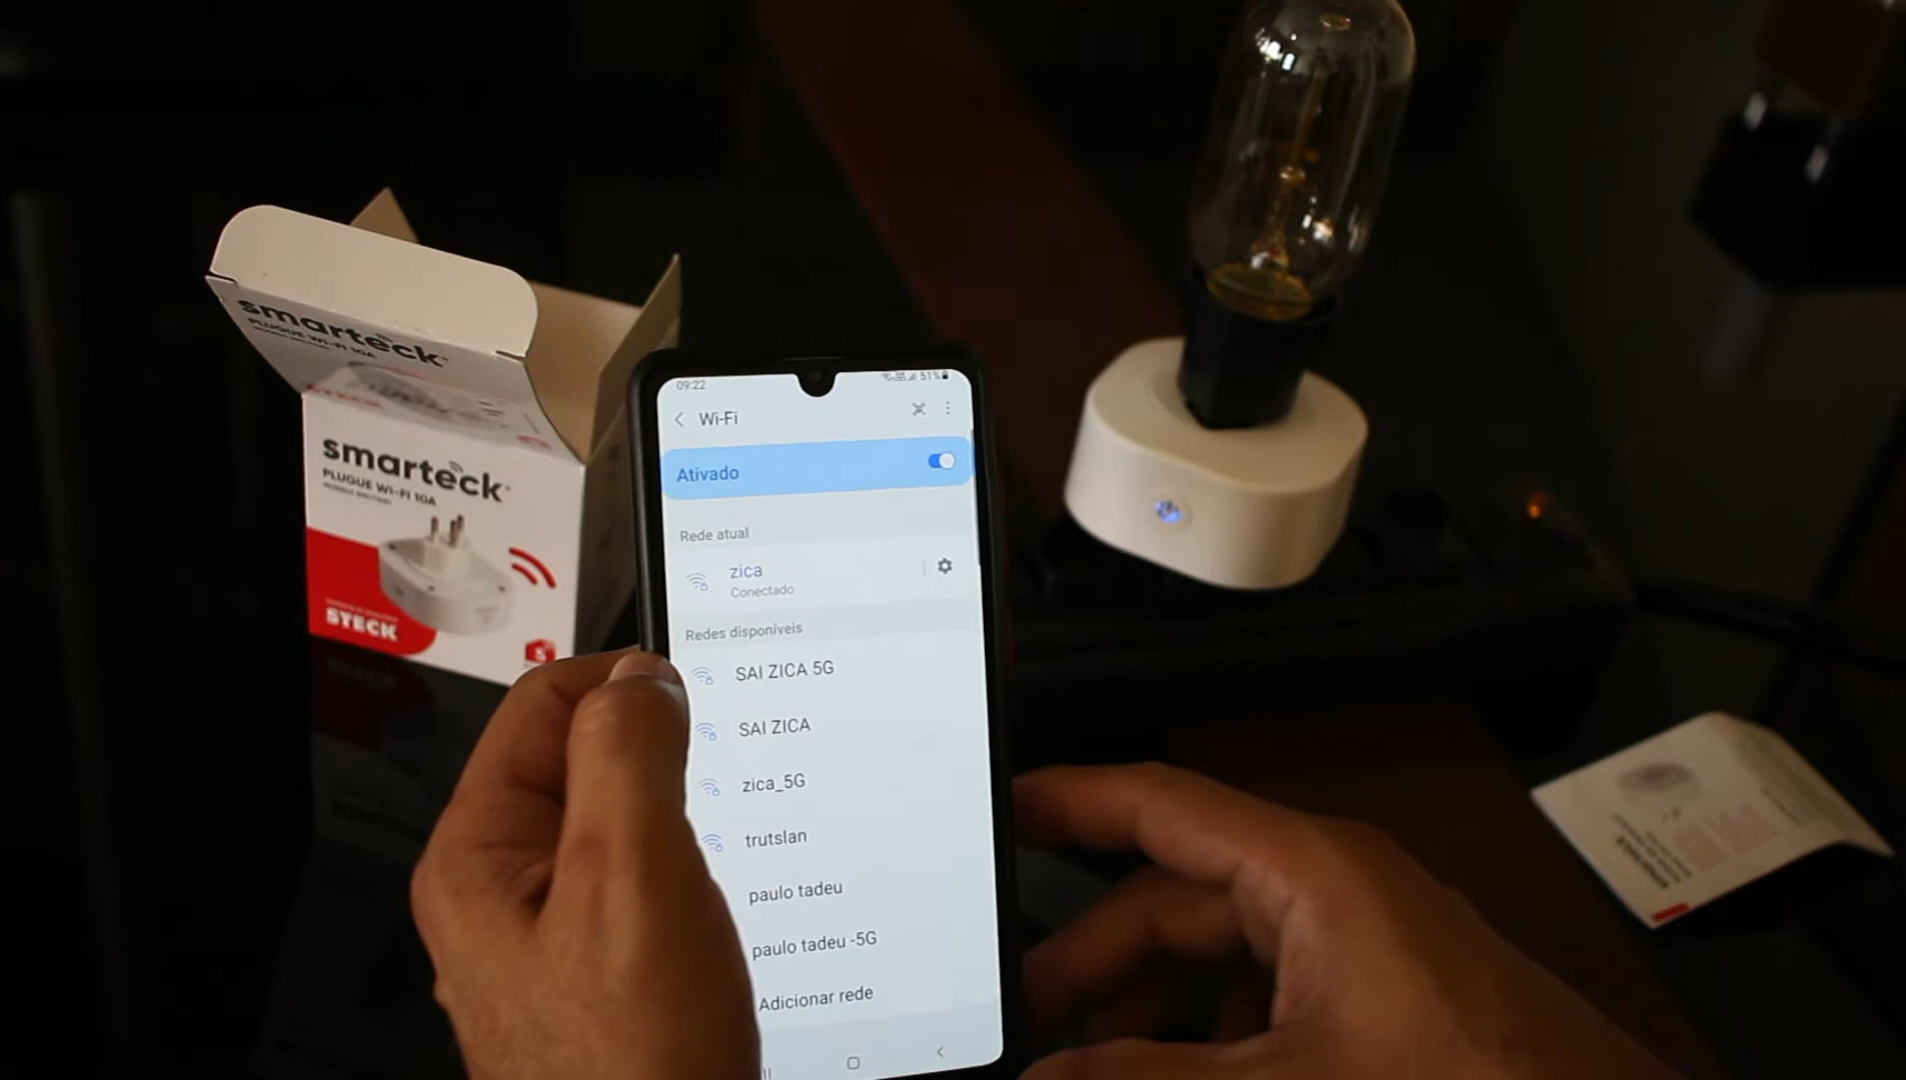 smarteck
PLUGUE WI-FI 10A
smarteck
PLUGUE Wi-Fi 10A
STECK
S
09:22
51%
Wi-Fi
Ativado
Rede atual
zica
Conectado
Redes disponíveis
SAI ZICA 5G
SAI ZICA
zica_5G
trutslan
paulo tadeu
paulo tadeu -5G
Adicionar rede